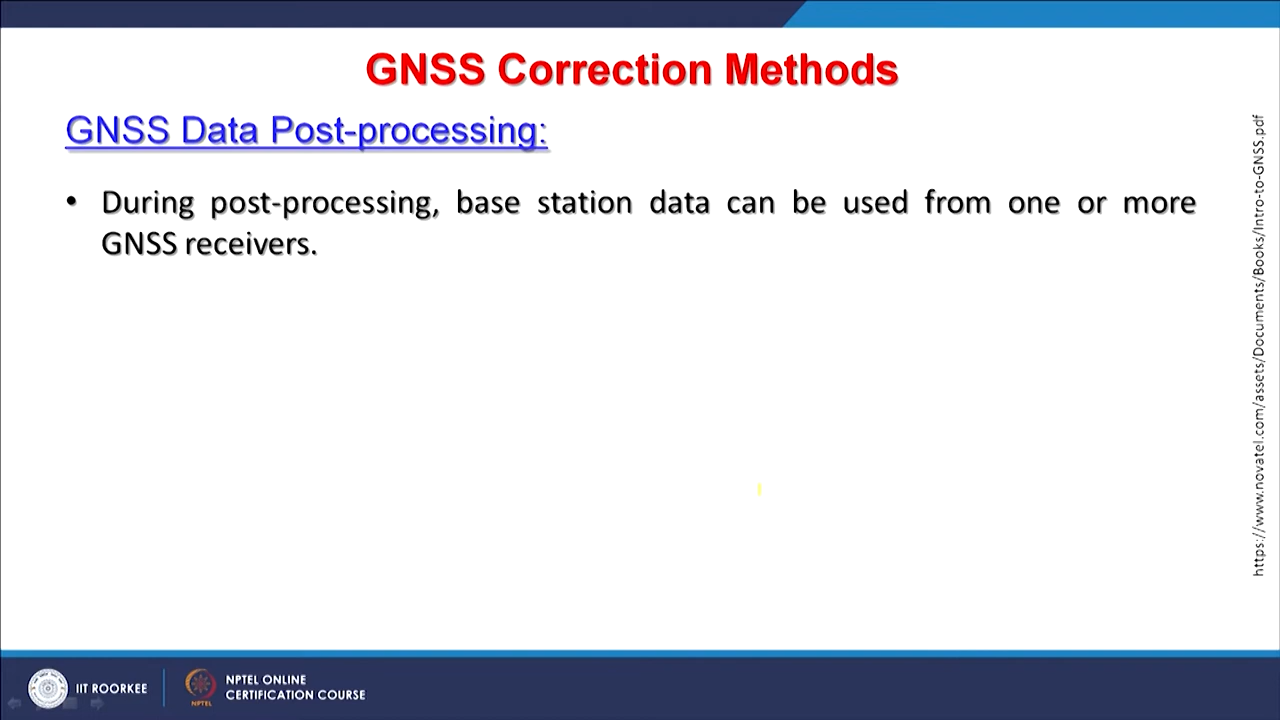 GNSS Correction Methods
GNSS Data Post-processing:
• During post-processing, base station data can be used from one or more
GNSS receivers.
https://www.novatel.com/assets/Documents/Books/Intro-to-GNSS.pdf
IIT ROORKEE
NPTEL
NPTEL ONLINE
CERTIFICATION COURSE